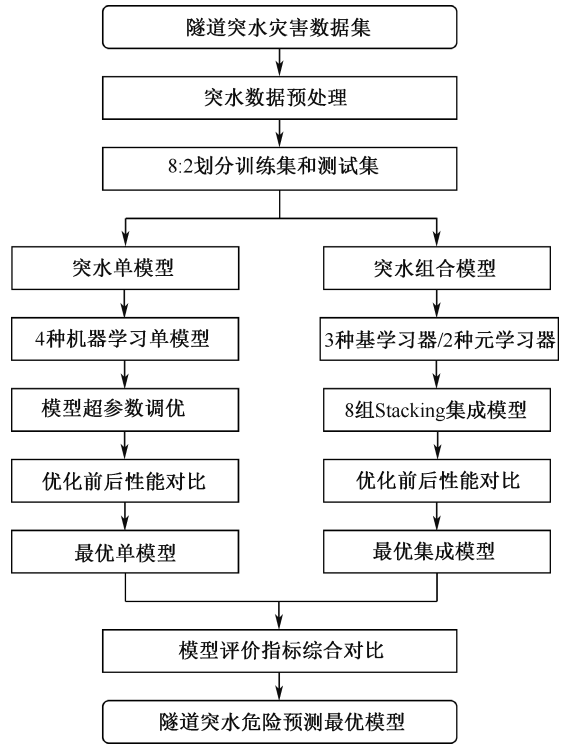 隧道突水灾害数据集
突水数据预处理
8:2划分训练集和测试集
突水单模型
4种机器学习单模型
模型超参数调优
优化前后性能对比
最优单模型
突水组合模型
3种基学习器/2种元学习器
8组Stacking集成模型
优化前后性能对比
最优集成模型
模型评价指标综合对比
隧道突水危险预测最优模型